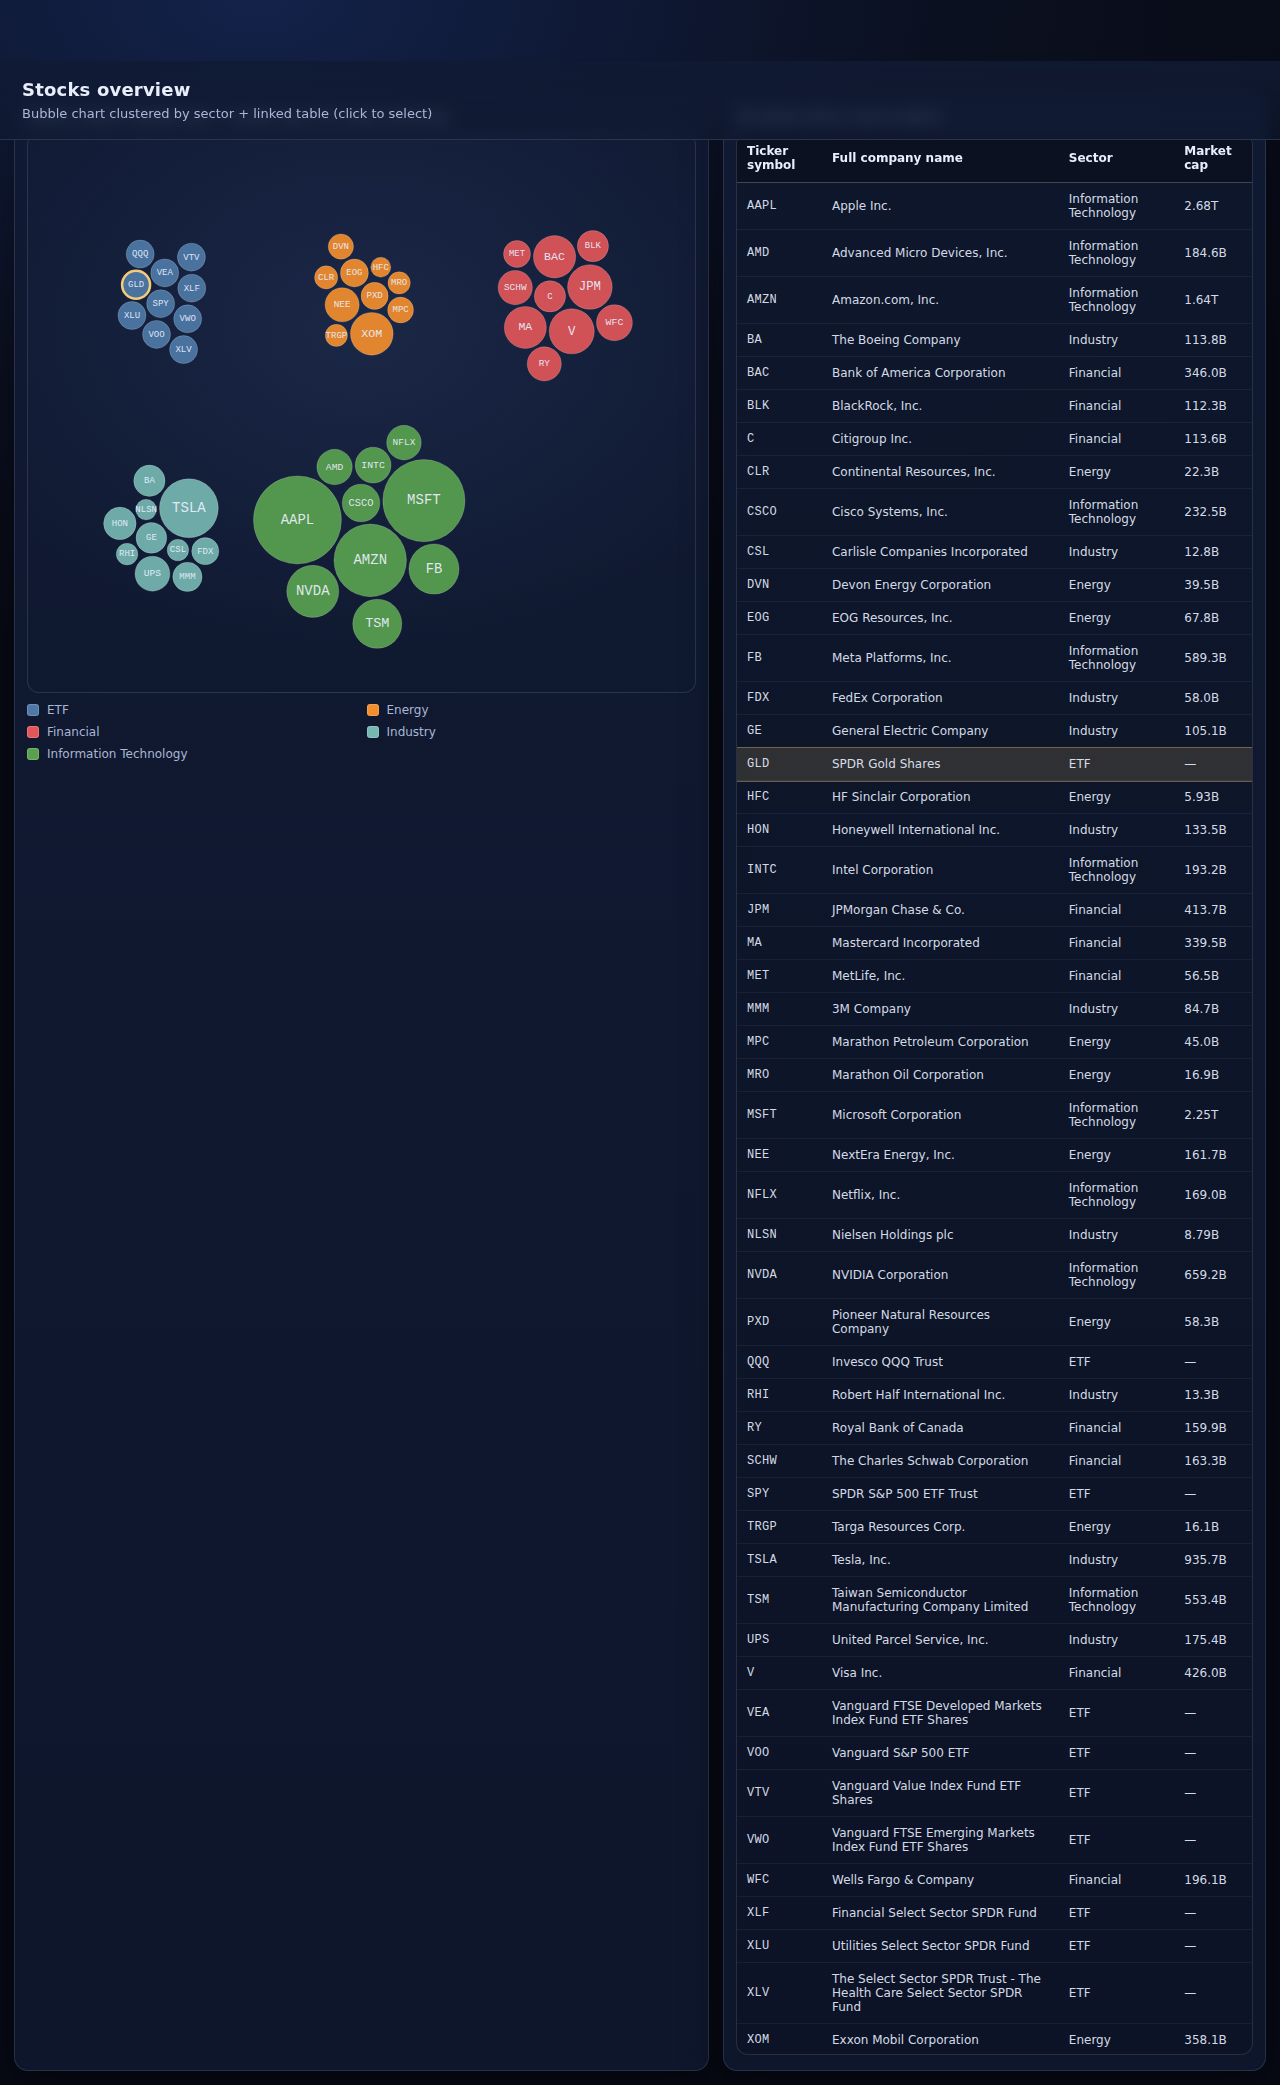 Stocks overview
Bubble chart clustered by sector + linked table (click to select)
QQQ
VTV
VEA
GLD
XLF
SPY
XLU
VWO
VOO
XLV
DVN
HFC
EOG
CLR
MRO
PXD
NEE
MPC
TRGP
XOM
BLK
MET
BAC
SCHW
JPM
C
WFC
MA
V
RY
BA
TSLA
NLSN
HON
GE
CSL
FDX
RHI
UPS
MMM
NFLX
INTC
AMD
MSFT
CSCO
AAPL
AMZN
FB
NVDA
TSM
ETF
Energy
Financial
Industry
Information Technology
Ticker symbol Full company name Sector Market cap
AAPL Apple Inc. Information Technology 2.68T
AMD Advanced Micro Devices, Inc. Information Technology 184.6B
AMZN Amazon.com, Inc. Information Technology 1.64T
BA The Boeing Company Industry 113.8B
BAC Bank of America Corporation Financial 346.0B
BLK BlackRock, Inc. Financial 112.3B
C Citigroup Inc. Financial 113.6B
CLR Continental Resources, Inc. Energy 22.3B
CSCO Cisco Systems, Inc. Information Technology 232.5B
CSL Carlisle Companies Incorporated Industry 12.8B
DVN Devon Energy Corporation Energy 39.5B
EOG EOG Resources, Inc. Energy 67.8B
FB Meta Platforms, Inc. Information Technology 589.3B
FDX FedEx Corporation Industry 58.0B
GE General Electric Company Industry 105.1B
GLD SPDR Gold Shares ETF —
HFC HF Sinclair Corporation Energy 5.93B
HON Honeywell International Inc. Industry 133.5B
INTC Intel Corporation Information Technology 193.2B
JPM JPMorgan Chase & Co. Financial 413.7B
MA Mastercard Incorporated Financial 339.5B
MET MetLife, Inc. Financial 56.5B
MMM 3M Company Industry 84.7B
MPC Marathon Petroleum Corporation Energy 45.0B
MRO Marathon Oil Corporation Energy 16.9B
MSFT Microsoft Corporation Information Technology 2.25T
NEE NextEra Energy, Inc. Energy 161.7B
NFLX Netflix, Inc. Information Technology 169.0B
NLSN Nielsen Holdings plc Industry 8.79B
NVDA NVIDIA Corporation Information Technology 659.2B
PXD Pioneer Natural Resources Company Energy 58.3B
QQQ Invesco QQQ Trust ETF —
RHI Robert Half International Inc. Industry 13.3B
RY Royal Bank of Canada Financial 159.9B
SCHW The Charles Schwab Corporation Financial 163.3B
SPY SPDR S&P 500 ETF Trust ETF —
TRGP Targa Resources Corp. Energy 16.1B
TSLA Tesla, Inc. Industry 935.7B
TSM Taiwan Semiconductor Manufacturing Company Limited Information Technology 553.4B
UPS United Parcel Service, Inc. Industry 175.4B
V Visa Inc. Financial 426.0B
VEA Vanguard FTSE Developed Markets Index Fund ETF Shares ETF —
VOO Vanguard S&P 500 ETF ETF —
VTV Vanguard Value Index Fund ETF Shares ETF —
VWO Vanguard FTSE Emerging Markets Index Fund ETF Shares ETF —
WFC Wells Fargo & Company Financial 196.1B
XLF Financial Select Sector SPDR Fund ETF —
XLU Utilities Select Sector SPDR Fund ETF —
XLV The Select Sector SPDR Trust - The Health Care Select Sector SPDR Fund ETF —
XOM Exxon Mobil Corporation Energy 358.1B